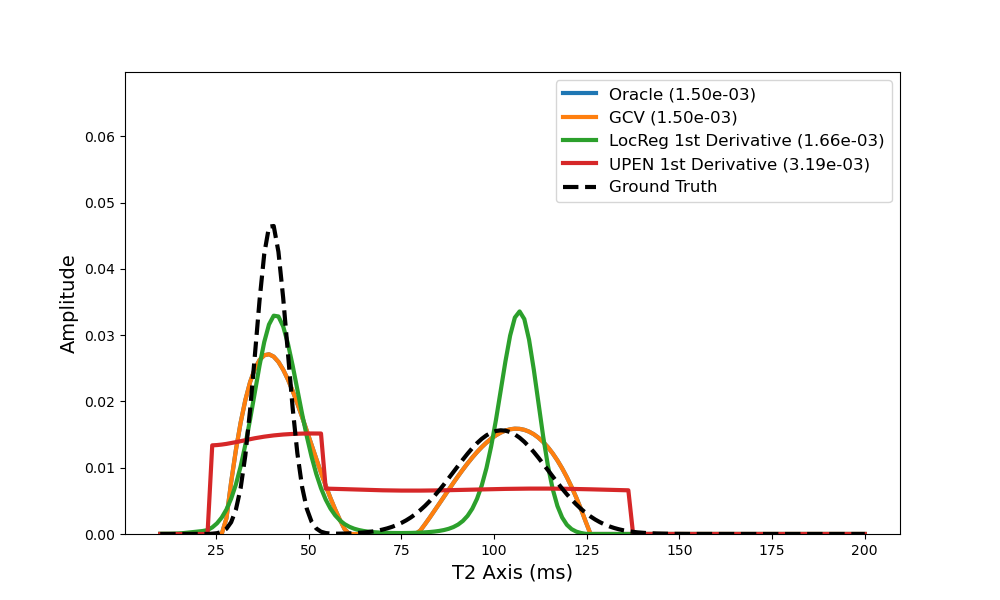 Oracle (1.50e-03)
GCV (1.50e-03)
LocReg 1st Derivative (1.66e-03)
UPEN 1st Derivative (3.19e-03)
Ground Truth
Amplitude
0.06
0.05
0.04
0.03
0.02
0.01
0.00
25 50 75 100 125 150 175 200
T2 Axis (ms)